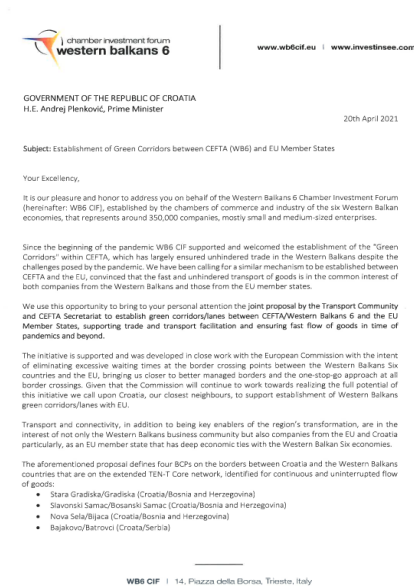 chamber investment forum
western balkans 6
www.wb6cif.eu | www.investinsee.com
GOVERNMENT OF THE REPUBLIC OF CROATIA
H.E. Andrej Plenković, Prime Minister
20th April 2021
Subject: Establishment of Green Corridors between CEFTA (WB6) and EU Member States
Your Excellency,
It is our pleasure and honor to address you on behalf of the Western Balkans 6 Chamber Investment Forum
(hereinafter: WB6 CIF), established by the chambers of commerce and industry of the six Western Balkan
economies, that represents around 350,000 companies, mostly small and medium-sized enterprises.
Since the beginning of the pandemic WB6 CIF supported and welcomed the establishment of the "Green
Corridors" within CEFTA, which has largely ensured unhindered trade in the Western Balkans despite the
challenges posed by the pandemic. We have been calling for a similar mechanism to be established between
CEFTA and the EU, convinced that the fast and unhindered transport of goods is in the common interest of
both companies from the Western Balkans and those from the EU member states.
We use this opportunity to bring to your personal attention the joint proposal by the Transport Community
and CEFTA Secretariat to establish green corridors/lanes between CEFTA/Western Balkans 6 and the EU
Member States, supporting trade and transport facilitation and ensuring fast flow of goods in time of
pandemics and beyond.
The initiative is supported and was developed in close work with the European Commission with the intent
of eliminating excessive waiting times at the border crossing points between the Western Balkans Six
countries and the EU, bringing us closer to better managed borders and the one-stop-go approach at all
border crossings. Given that the Commission will continue to work towards realizing the full potential of
this initiative we call upon Croatia, our closest neighbours, to support establishment of Western Balkans
green corridors/lanes with EU.
Transport and connectivity, in addition to being key enablers of the region's transformation, are in the
interest of not only the Western Balkans business community but also companies from the EU and Croatia
particularly, as an EU member state that has deep economic ties with the Western Balkan Six economies.
The aforementioned proposal defines four BCPs on the borders between Croatia and the Western Balkans
countries that are on the extended TEN-T Core network, identified for continuous and uninterrupted flow
of goods:
• Stara Gradiska/Gradiska (Croatia/Bosnia and Herzegovina)
• Slavonski Samac/Bosanski Samac (Croatia/Bosnia and Herzegovina)
• Nova Sela/Bijaca (Croatia/Bosnia and Herzegovina)
• Bajakovo/Batrovci (Croata/Serbia)
WB6 CIF | 14, Piazza della Borsa, Trieste, Italy